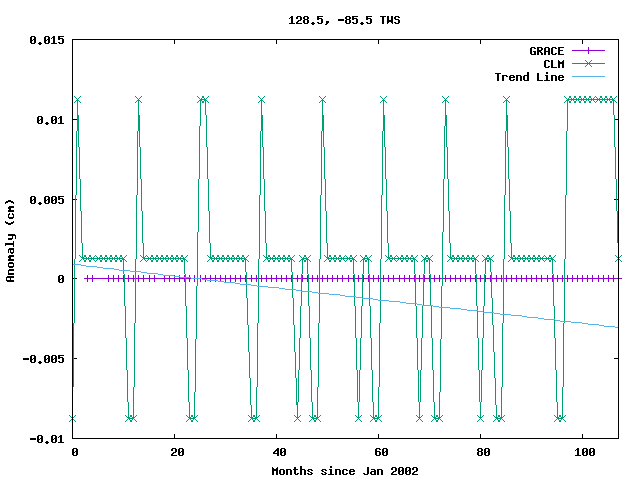 128.5, -85.5 TWS
0.015
0.01
0.005
0
-0.005
-0.01
Anomaly (cm)
GRACE
CLM
Trend Line
0 20 40 60 80 100
Months since Jan 2002